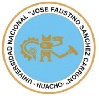 UNIVERSIDAD NACIONAL "JOSE FAUSTINO SANCHEZ CARRION"
·HUACHO·